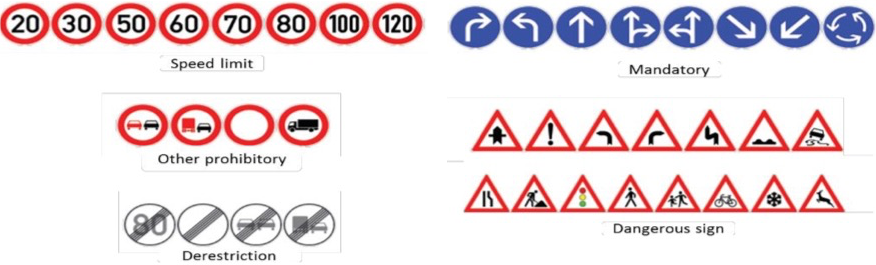 20 30 50 60 70 80 100 120
Speed limit
Mandatory
Other prohibitory
!
80
Derestriction
Dangerous sign